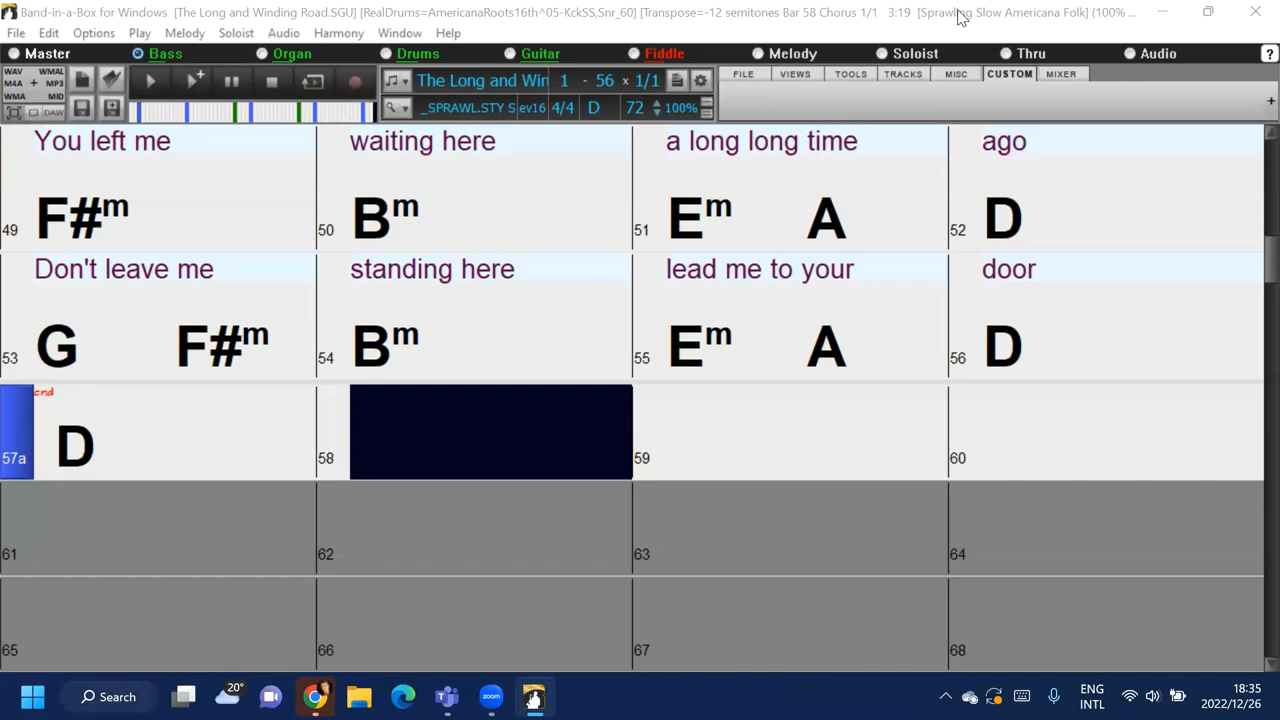 Band-in-a-Box for Windows [The Long and Winding Road.SGU] [RealDrums=AmericanaRoots16th^05-KckSS,Snr_60] [Transpose=-12 semitones Bar 58 Chorus 1/1 3:19 [Sprawling Slow Americana Folk] (100% ...
File Edit Options Play Melody Soloist Audio Harmony Window Help
Master Bass Organ Drums Guitar Fiddle Melody Soloist Thru Audio ?
WAV WMAL
M4A + MP3
WMA MID
DAW
The Long and Win 1 - 56 x 1/1
_SPRAWL.STY S ev16 4/4 D 72 100%
FILE VIEWS TOOLS TRACKS MISC CUSTOM MIXER
+
You left me waiting here a long long time ago
49 F#m 50 Bm 51 Em A 52 D
Don't leave me standing here lead me to your door
53 G F#m 54 Bm 55 Em A 56 D
end
57a D 58 59 60
61 62 63 64
65 66 67 68
Search 20° zoom ENG INTL 18:35
2022/12/26